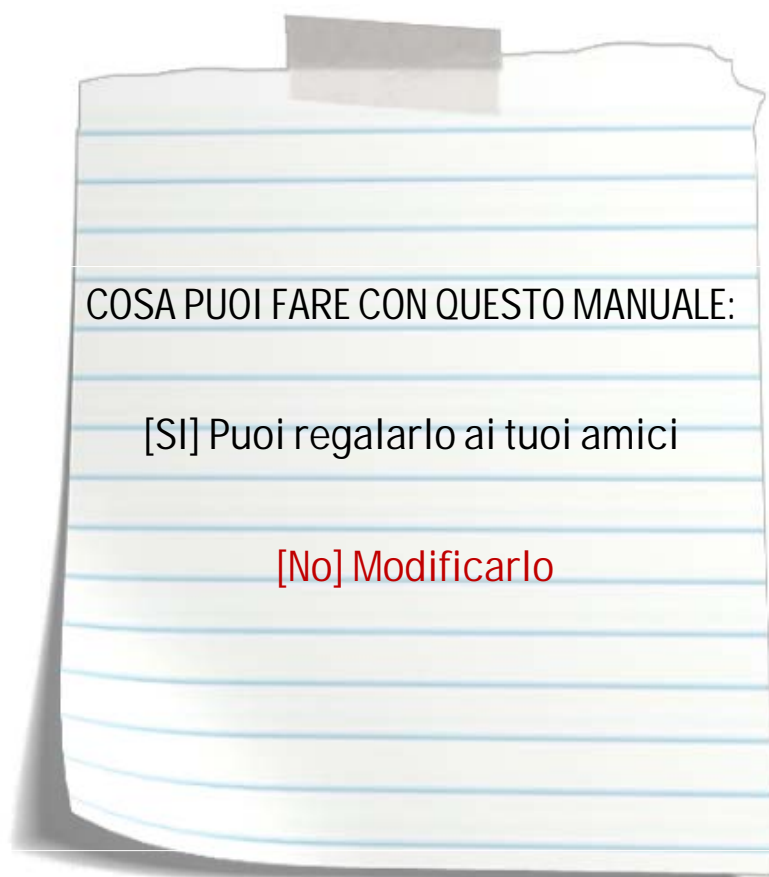 COSA PUOI FARE CON QUESTO MANUALE:
[SI] Puoi regalarlo ai tuoi amici
[No] Modificarlo